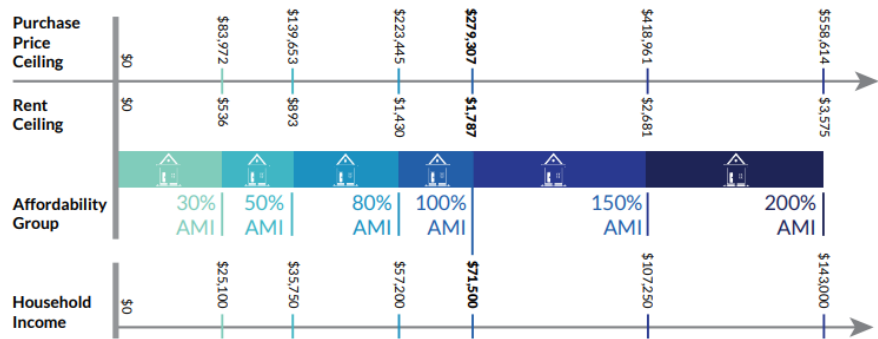 Purchase
Price
Ceiling
$0
$83,972
$139,653
$223,445
$279,307
$418,961
$558,614
Rent
Ceiling
$0
$536
$893
$1,430
$1,787
$2,681
$3,575
Affordability
Group
30%
AMI
50%
AMI
80%
AMI
100%
AMI
150%
AMI
200%
AMI
Household
Income
$0
$25,100
$35,750
$57,200
$71,500
$107,250
$143,000